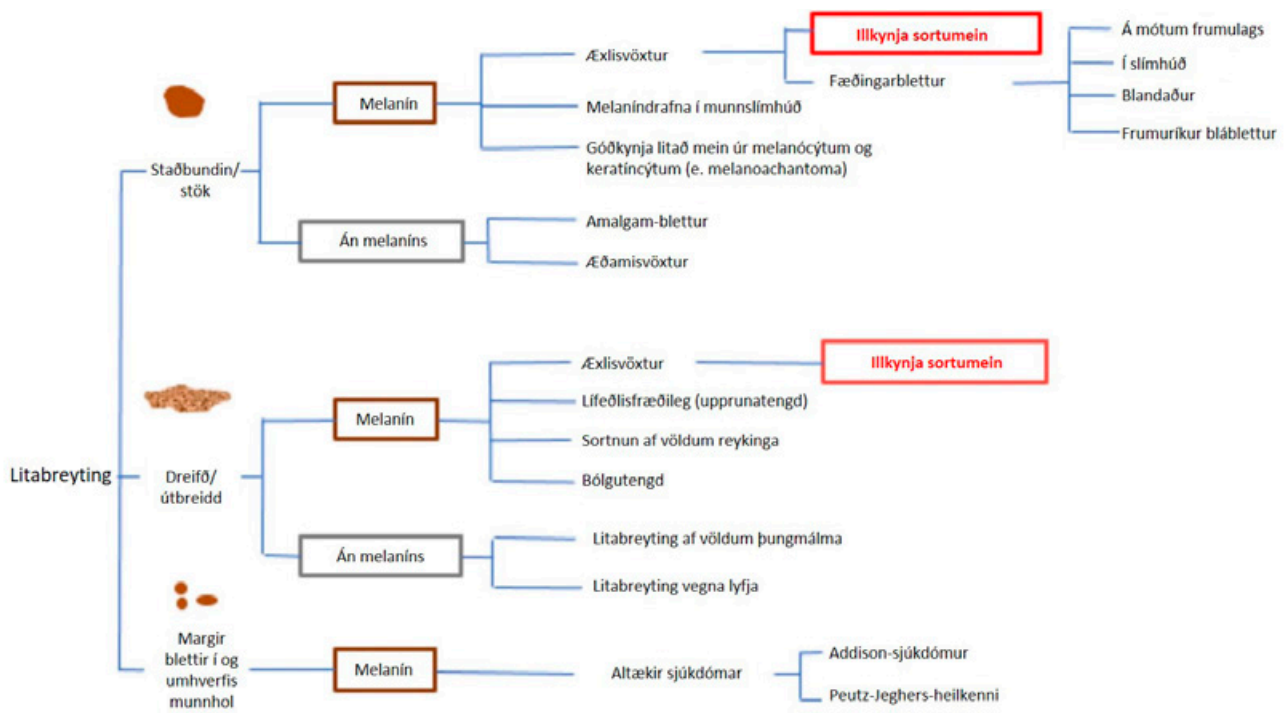 Litabreyting
Staðbundin/
stök
Melanín
Æxlisvöxtur
Illkynja sortumein
Fæðingarblettur
Á mótum frumulags
Í slímhúð
Blandaður
Frumuríkur bláblettur
Melaníndrafna í munnslímhúð
Góðkynja litað mein úr melanócýtum og
keratíncýtum (e. melanoachantoma)
Án melaníns
Amalgam-blettur
Æðamisvöxtur
Dreifð/
útbreidd
Melanín
Æxlisvöxtur
Illkynja sortumein
Lífeðlisfræðileg (upprunatengd)
Sortnun af völdum reykinga
Bólgutengd
Án melaníns
Litabreyting af völdum þungmálma
Litabreyting vegna lyfja
Margir
blettir í og
umhverfis
munnhol
Melanín
Altækir sjúkdómar
Addison-sjúkdómur
Peutz-Jeghers-heilkenni